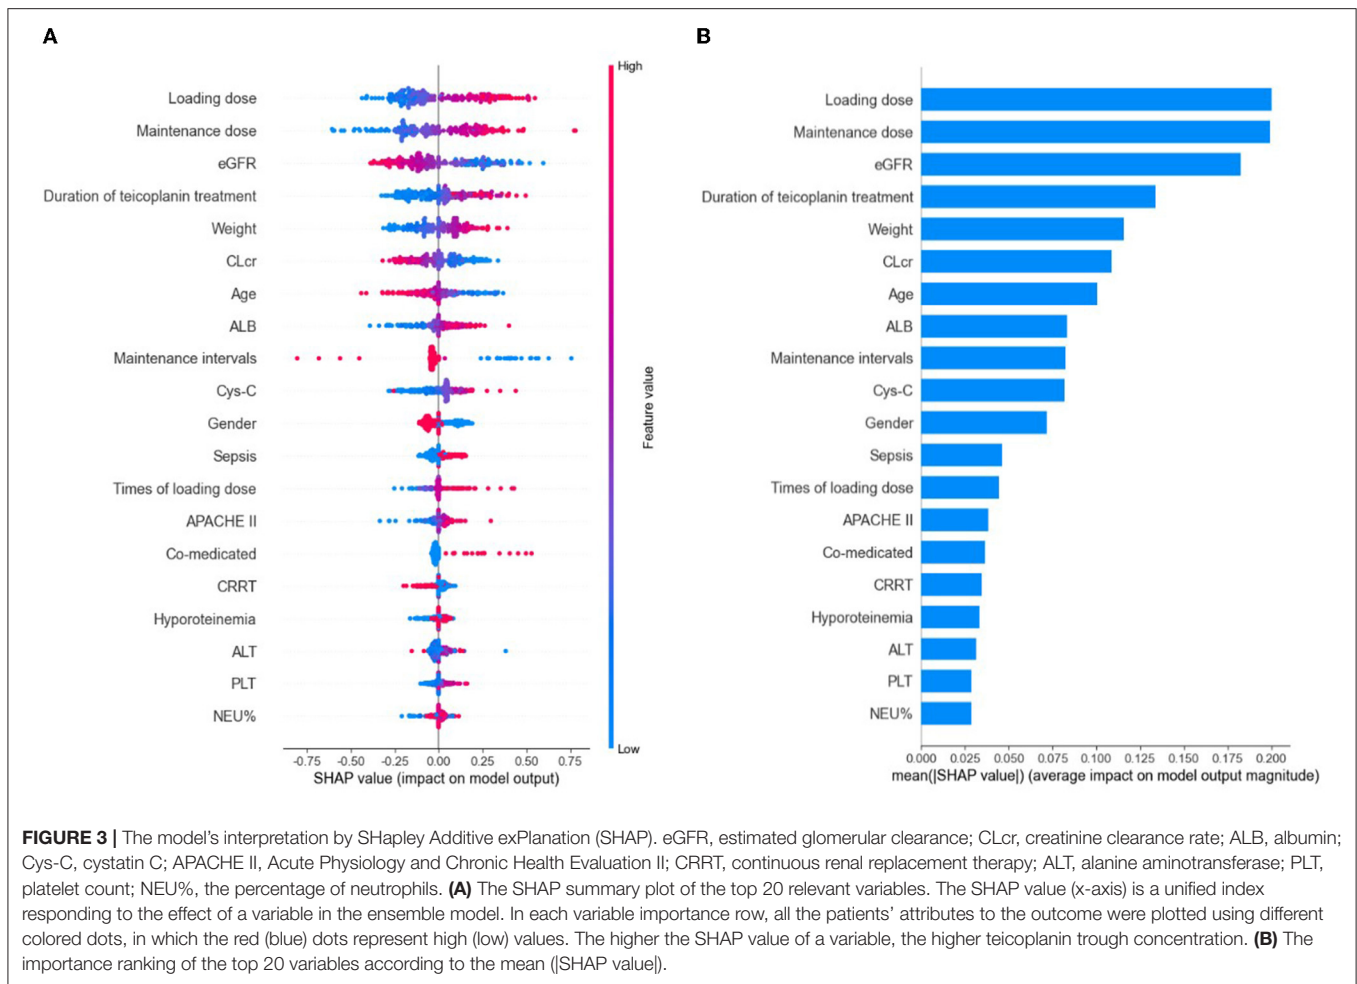 A
High
Loading dose
Maintenance dose
eGFR
Duration of teicoplanin treatment
Weight
CLcr
Age
ALB
Maintenance intervals
Cys-C
Gender
Sepsis
Times of loading dose
APACHE II
Co-medicated
CRRT
Hyporoteinemia
ALT
PLT
NEU%
Feature value
Low
-0.75 -0.50 -0.25 0.00 0.25 0.50 0.75
SHAP value (impact on model output)
B
Loading dose
Maintenance dose
eGFR
Duration of teicoplanin treatment
Weight
CLcr
Age
ALB
Maintenance intervals
Cys-C
Gender
Sepsis
Times of loading dose
APACHE II
Co-medicated
CRRT
Hyporoteinemia
ALT
PLT
NEU%
0.000 0.025 0.050 0.075 0.100 0.125 0.150 0.175 0.200
mean(|SHAP value|) (average impact on model output magnitude)
FIGURE 3 | The model's interpretation by SHapley Additive exPlanation (SHAP). eGFR, estimated glomerular clearance; CLcr, creatinine clearance rate; ALB, albumin;
Cys-C, cystatin C; APACHE II, Acute Physiology and Chronic Health Evaluation II; CRRT, continuous renal replacement therapy; ALT, alanine aminotransferase; PLT,
platelet count; NEU%, the percentage of neutrophils. (A) The SHAP summary plot of the top 20 relevant variables. The SHAP value (x-axis) is a unified index
responding to the effect of a variable in the ensemble model. In each variable importance row, all the patients' attributes to the outcome were plotted using different
colored dots, in which the red (blue) dots represent high (low) values. The higher the SHAP value of a variable, the higher teicoplanin trough concentration. (B) The
importance ranking of the top 20 variables according to the mean (|SHAP value|).